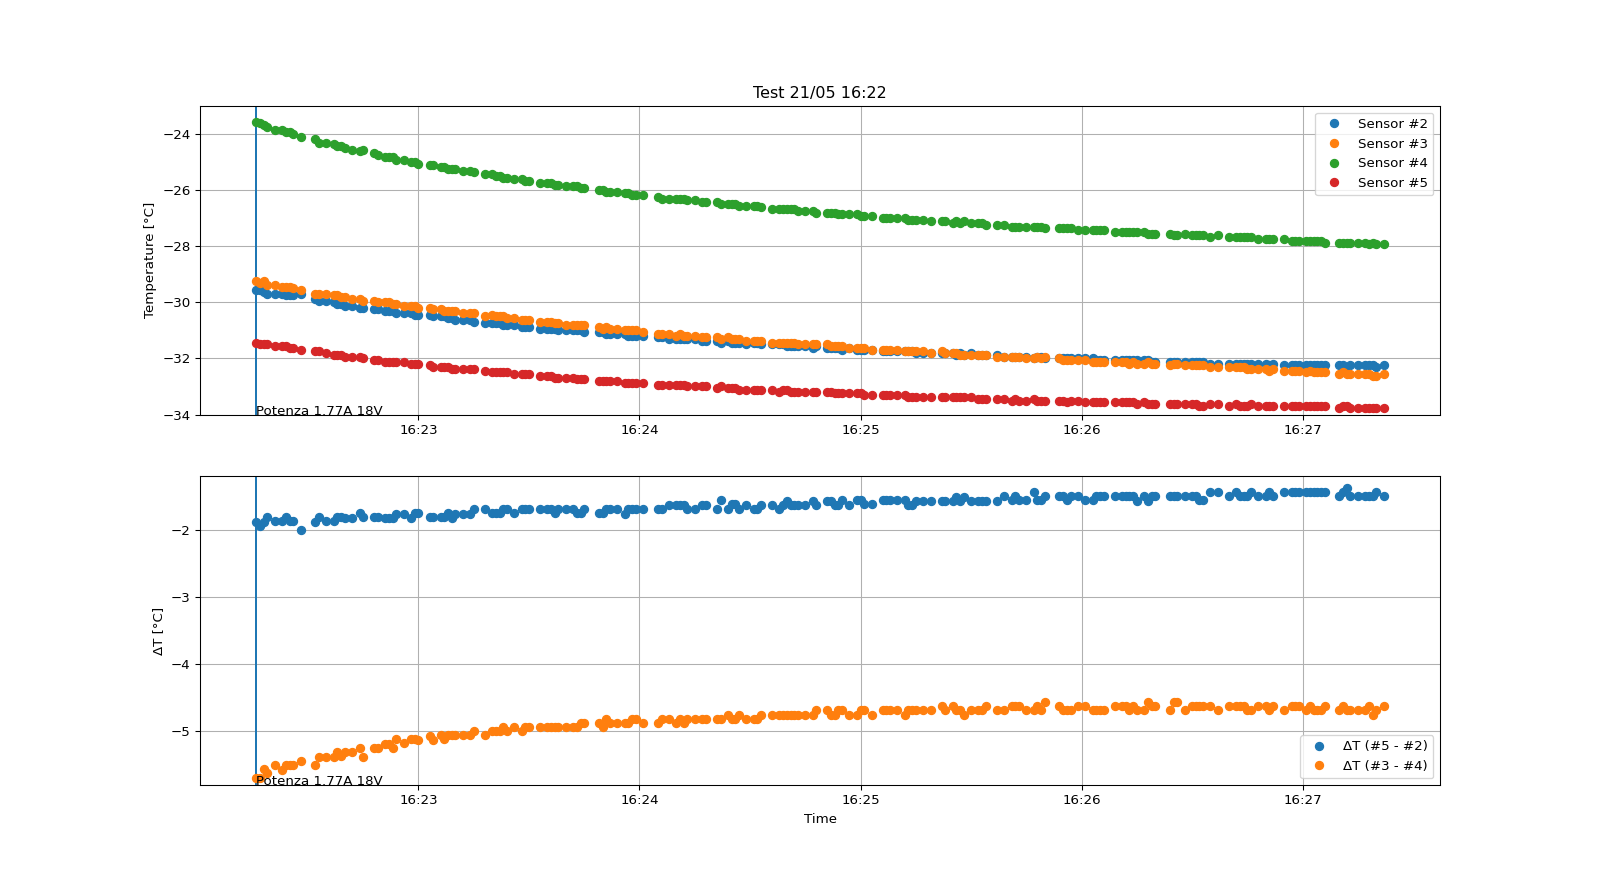 Test 21/05 16:22
Temperature [°C]
−24
−26
−28
−30
−32
−34
Sensor #2
Sensor #3
Sensor #4
Sensor #5
Potenza 1.77A 18V
16:23 16:24 16:25 16:26 16:27
ΔT [°C]
−2
−3
−4
−5
ΔT (#5 - #2)
ΔT (#3 - #4)
Potenza 1.77A 18V
16:23 16:24 16:25 16:26 16:27
Time